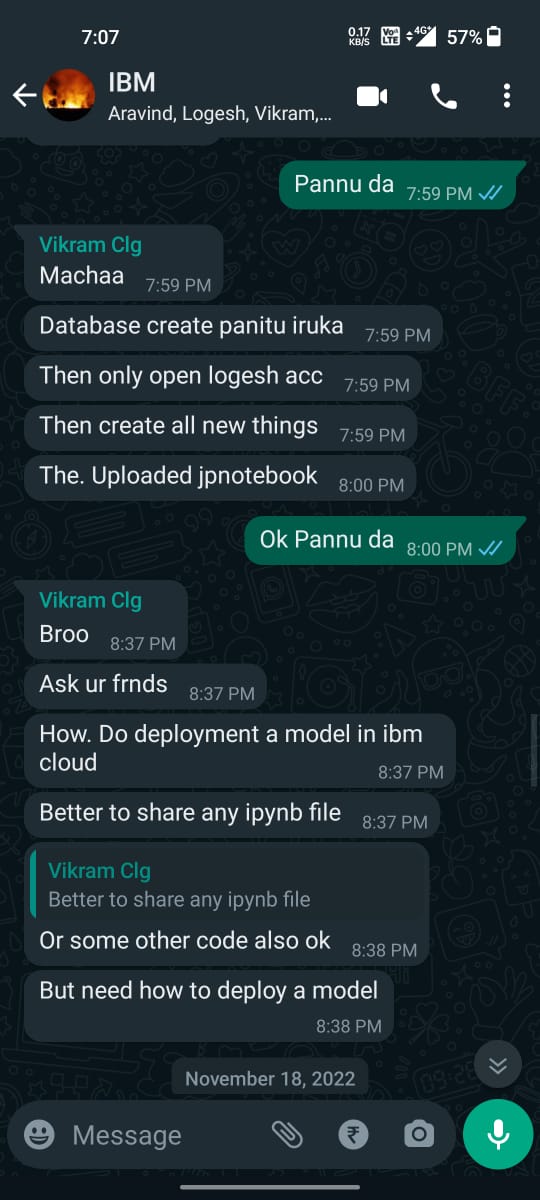 7:07
0.17 KB/S VoI LTE 4G+ 57%
IBM
Aravind, Logesh, Vikram,...
Pannu da 7:59 PM
Vikram Clg
Machaa 7:59 PM
Database create panitu iruka 7:59 PM
Then only open logesh acc 7:59 PM
Then create all new things 7:59 PM
The. Uploaded jpnotebook 8:00 PM
Ok Pannu da 8:00 PM
Vikram Clg
Broo 8:37 PM
Ask ur frnds 8:37 PM
How. Do deployment a model in ibm
cloud 8:37 PM
Better to share any ipynb file 8:37 PM
Vikram Clg
Better to share any ipynb file
Or some other code also ok 8:38 PM
But need how to deploy a model
8:38 PM
November 18, 2022
Message